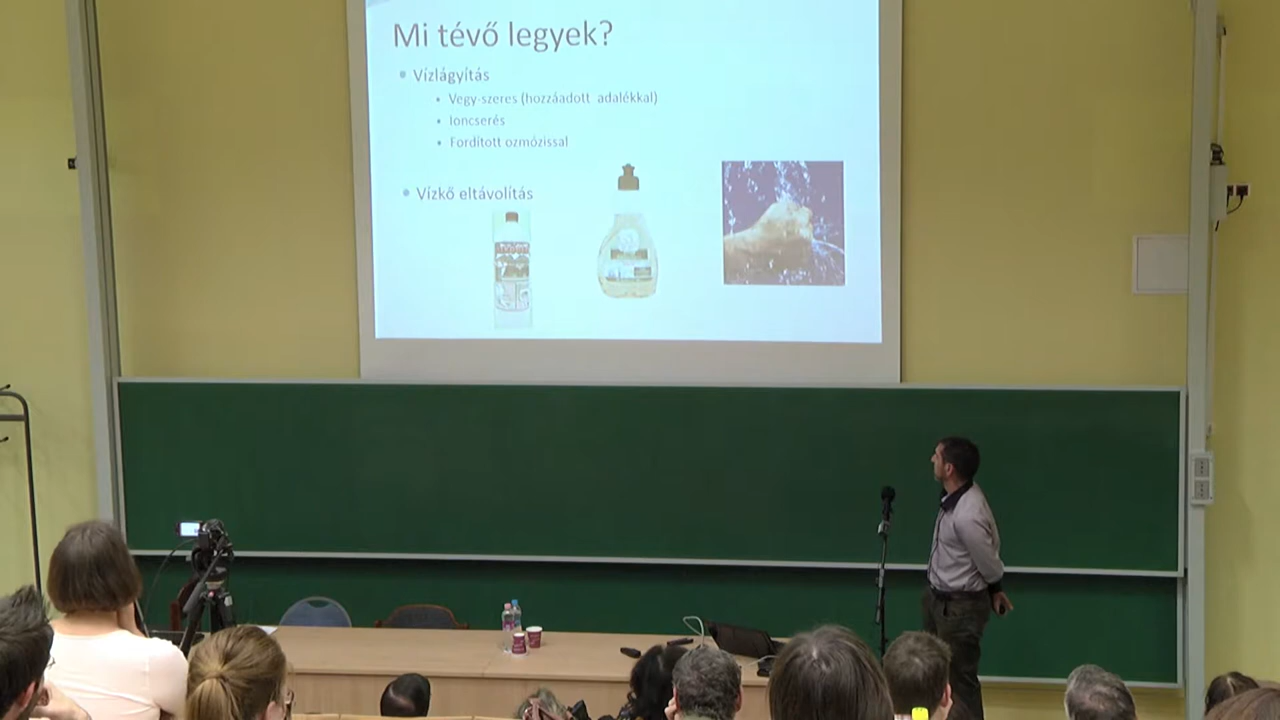 Mi tévő legyek?
Vízlágyítás
Vegy-szeres (hozzáadott adalékkal)
Ioncserés
Fordított ozmózissal
Vízkő eltávolítás